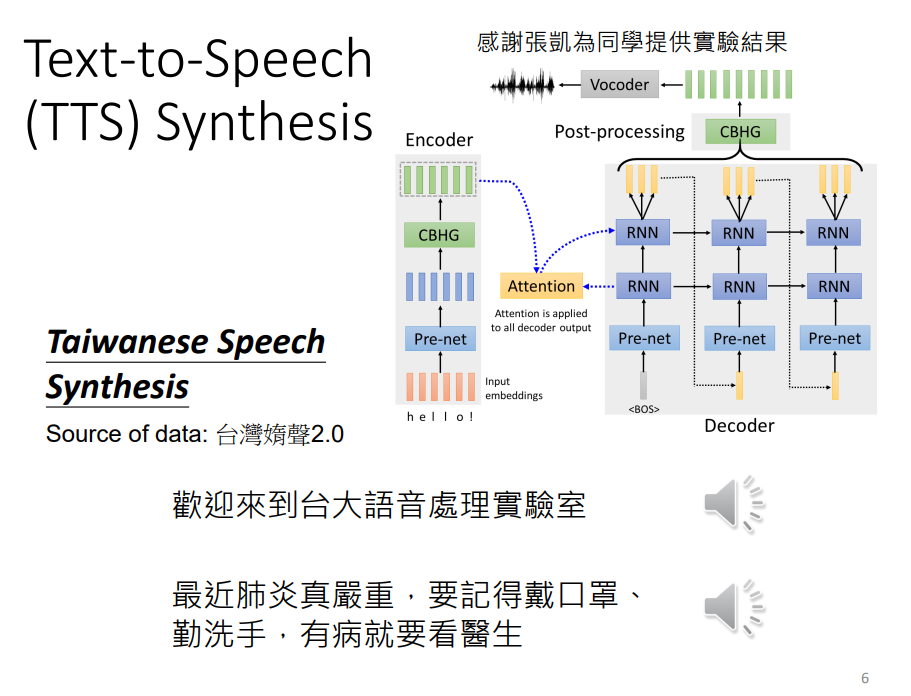 Text-to-Speech
(TTS) Synthesis
感謝張凱為同學提供實驗結果
Vocoder
Post-processing
CBHG
Encoder
CBHG
Pre-net
Input
embeddings
h e l l o !
Attention
Attention is applied
to all decoder output
RNN
RNN
RNN
RNN
RNN
RNN
Pre-net
Pre-net
Pre-net
<BOS>
Decoder
Taiwanese Speech
Synthesis
Source of data: 台灣媠聲2.0
歡迎來到台大語音處理實驗室
最近肺炎真嚴重，要記得戴口罩、
勤洗手，有病就要看醫生
6